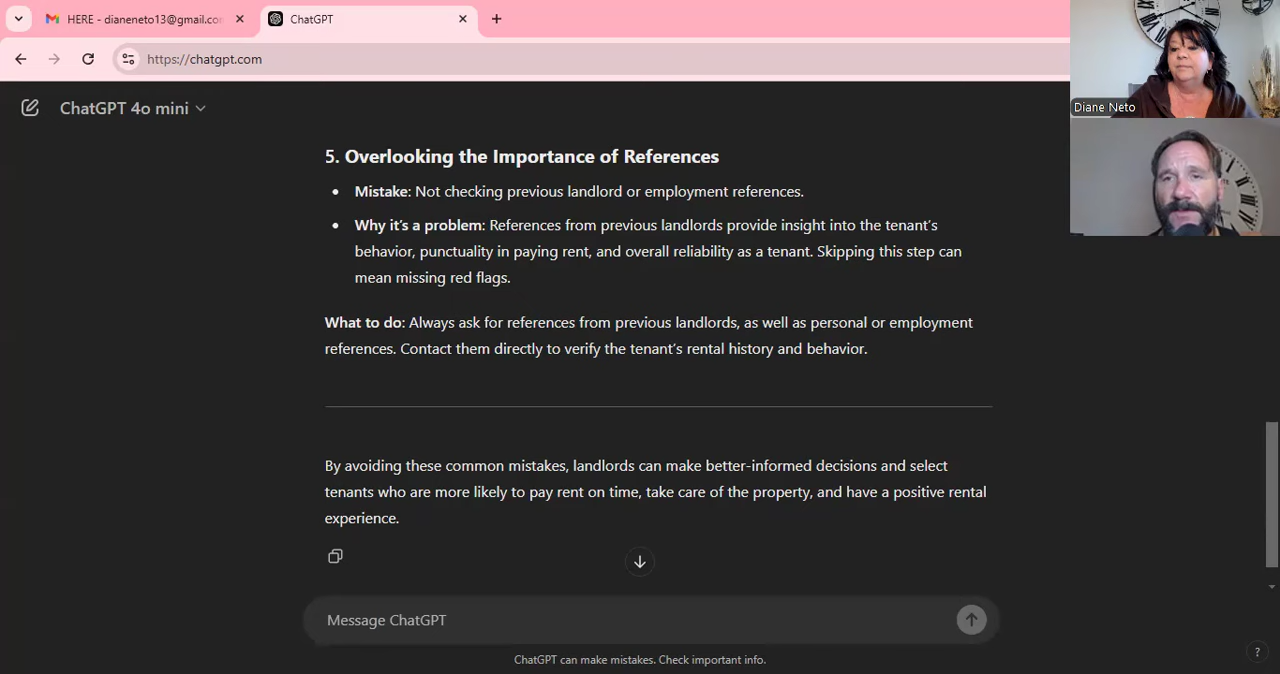 HERE - dianeneto13@gmail.co
ChatGPT
https://chatgpt.com
Diane Neto
ChatGPT 4o mini
5. Overlooking the Importance of References
Mistake: Not checking previous landlord or employment references.
Why it's a problem: References from previous landlords provide insight into the tenant's
behavior, punctuality in paying rent, and overall reliability as a tenant. Skipping this step can
mean missing red flags.
What to do: Always ask for references from previous landlords, as well as personal or employment
references. Contact them directly to verify the tenant's rental history and behavior.
By avoiding these common mistakes, landlords can make better-informed decisions and select
tenants who are more likely to pay rent on time, take care of the property, and have a positive rental
experience.
Message ChatGPT
ChatGPT can make mistakes. Check important info.
?